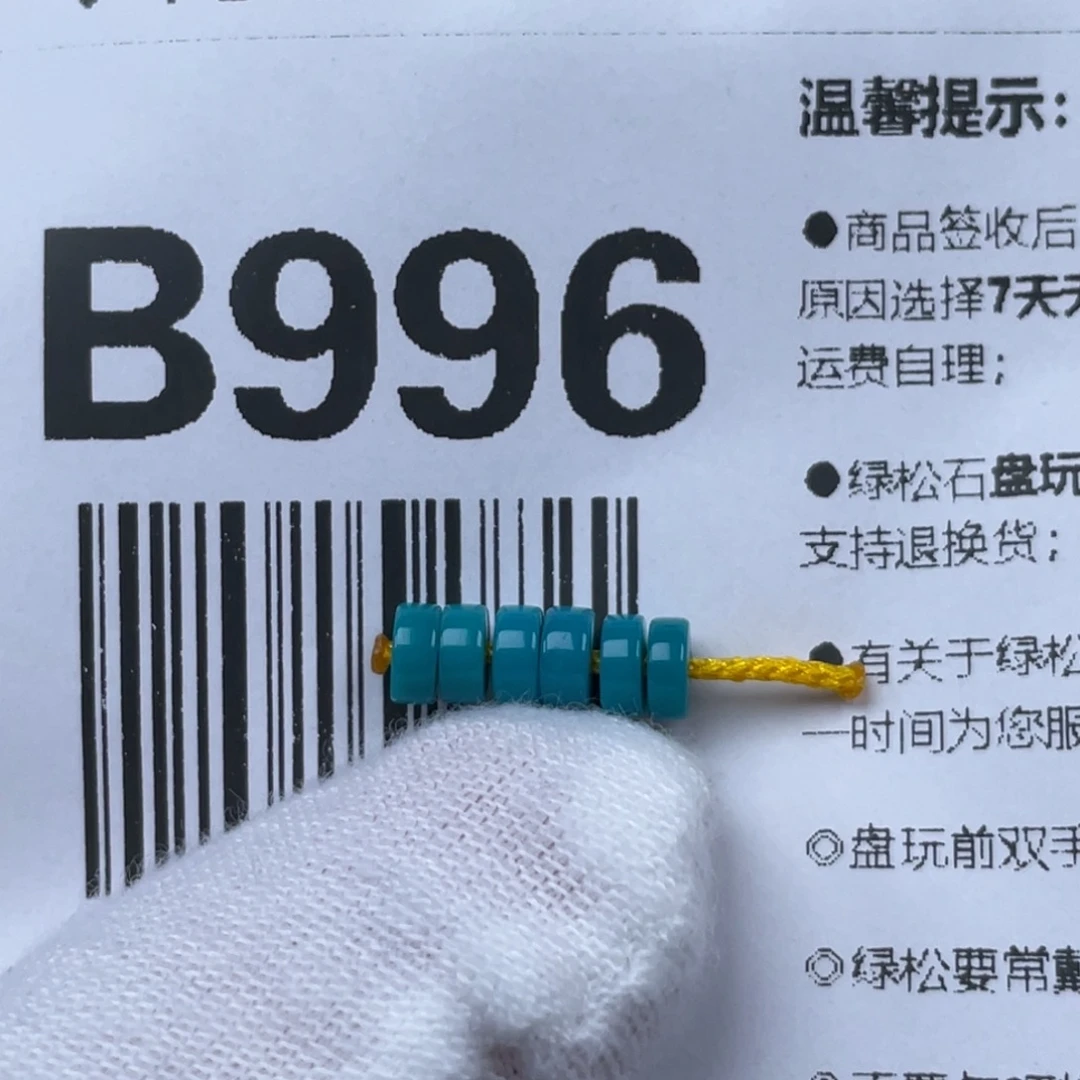 B996
温馨提示：
●商品签收后
原因选择7天无
运费自理；
●绿松石盘玩
支持退换货；
●有关于绿松
一时间为您服
◎盘玩前双手
◎绿松要常戴